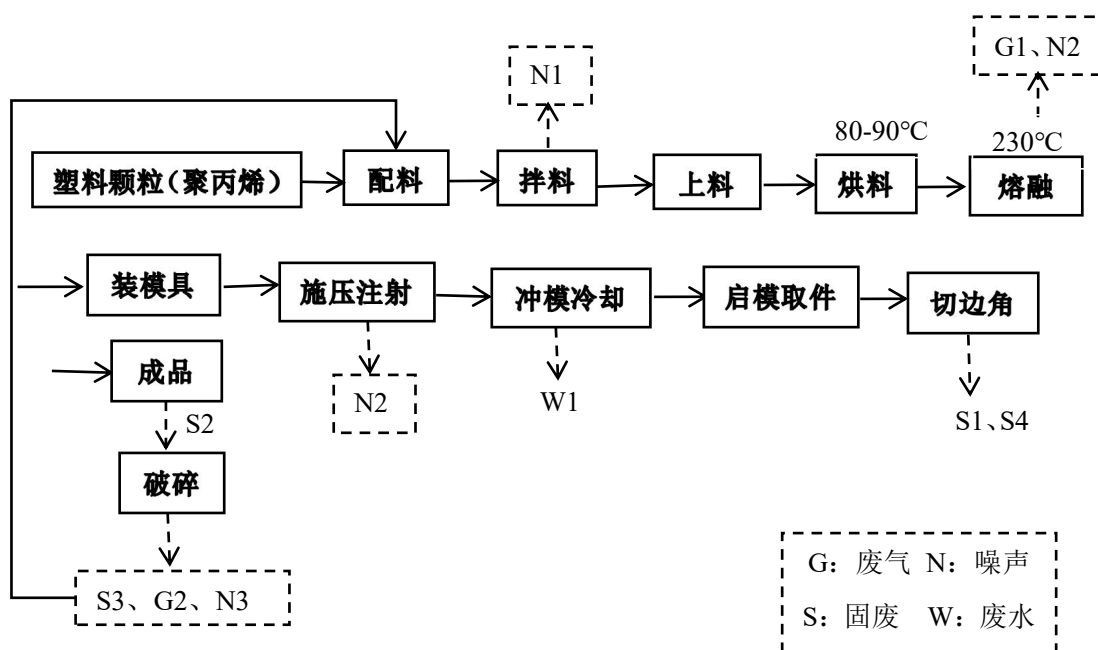 G1、N2
N1
80-90℃
230℃
塑料颗粒（聚丙烯）
配料
拌料
上料
烘料
熔融
装模具
施压注射
冲模冷却
启模取件
切边角
成品
N2
W1
S1、S4
S2
破碎
S3、G2、N3
G：废气 N：噪声
S：固废 W：废水